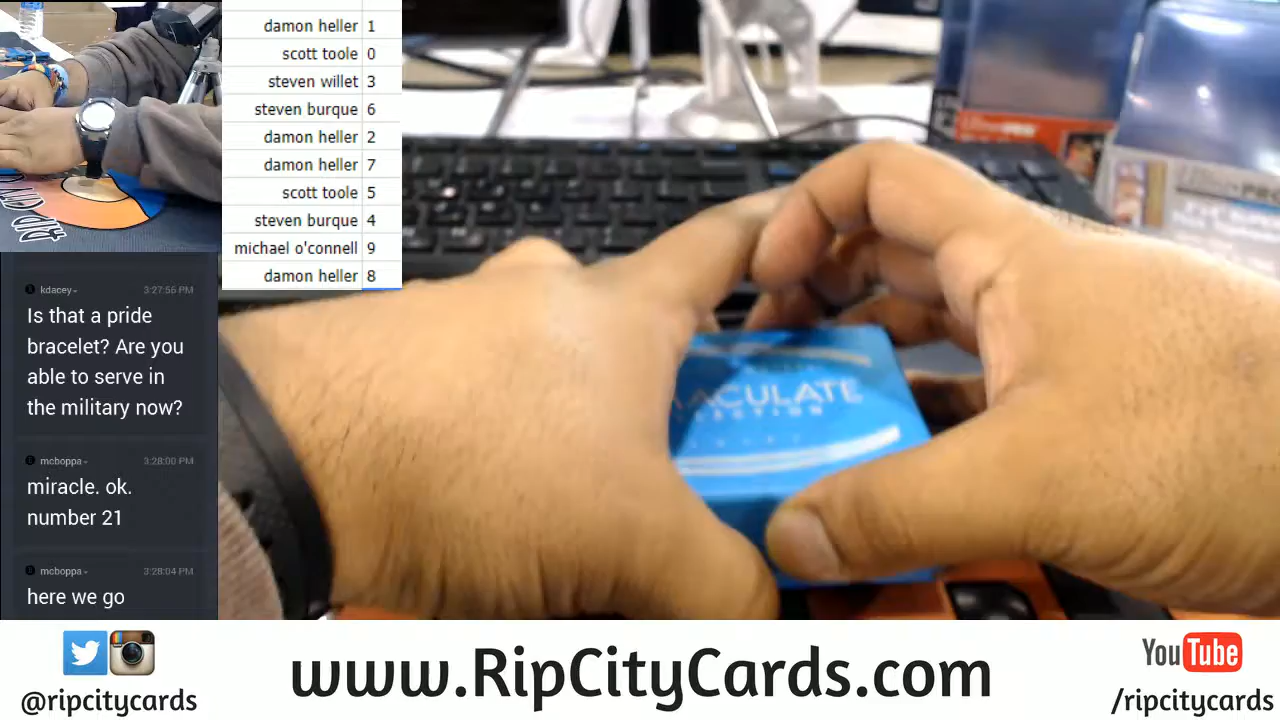 damon heller 1
scott toole 0
steven willet 3
steven burque 6
damon heller 2
damon heller 7
scott toole 5
steven burque 4
michael o'connell 9
damon heller 8
kdacey 3:27:56 PM
Is that a pride
bracelet? Are you
able to serve in
the military now?
mcboppa 3:28:00 PM
miracle. ok.
number 21
mcboppa 3:28:04 PM
here we go
MACULATE
@ripcitycards
www.RipCityCards.com
YouTube
/ripcitycards